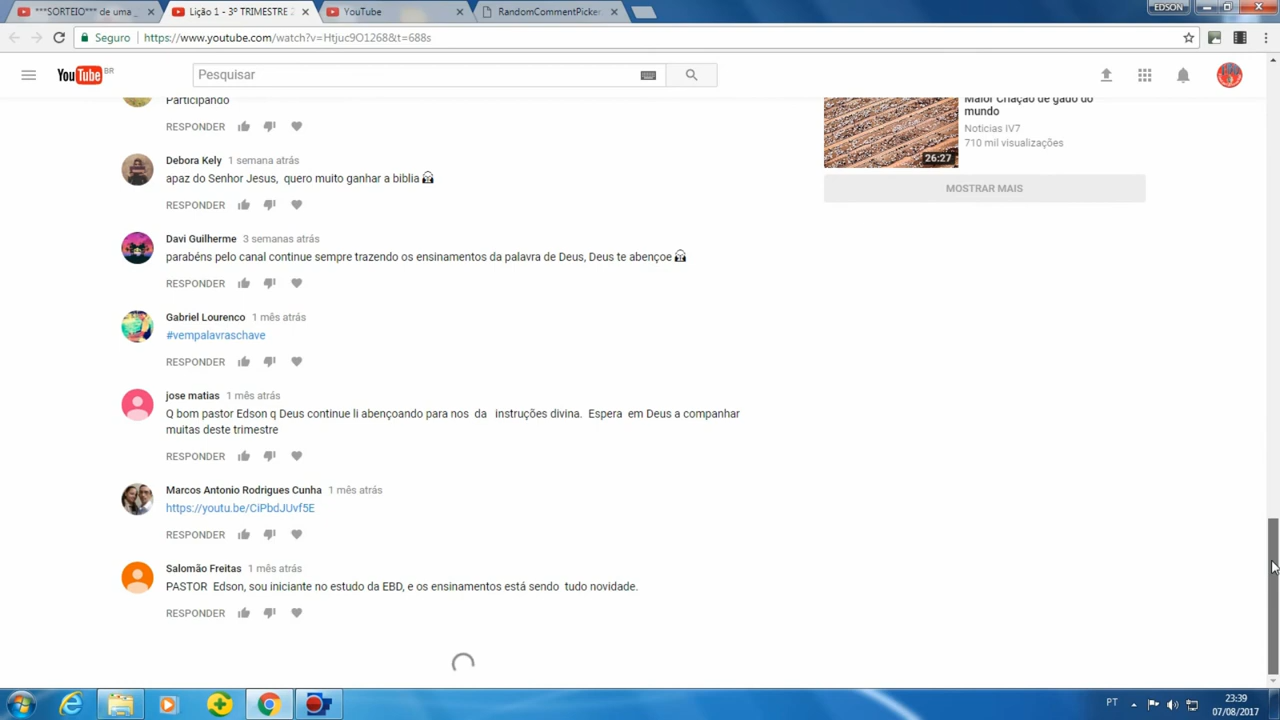 ***SORTEIO*** de uma
Lição 1 - 3º TRIMESTRE 2
YouTube
RandomCommentPicker
EDSON
Seguro
https://www.youtube.com/watch?v=Htjuc9O1268&t=688s
YouTube BR
Pesquisar
Participando
RESPONDER
Debora Kely 1 semana atrás
apaz do Senhor Jesus, quero muito ganhar a biblia
RESPONDER
Davi Guilherme 3 semanas atrás
parabéns pelo canal continue sempre trazendo os ensinamentos da palavra de Deus, Deus te abençoe
RESPONDER
Gabriel Lourenco 1 mês atrás
#vempalavraschave
RESPONDER
jose matias 1 mês atrás
Q bom pastor Edson q Deus continue li abençoando para nos da instruções divina. Espera em Deus a companhar
muitas deste trimestre
RESPONDER
Marcos Antonio Rodrigues Cunha 1 mês atrás
https://youtu.be/CiPbdJUvf5E
RESPONDER
Salomão Freitas 1 mês atrás
PASTOR Edson, sou iniciante no estudo da EBD, e os ensinamentos está sendo tudo novidade.
RESPONDER
Maior Criação de gado do
mundo
Noticias IV7
710 mil visualizações
26:27
MOSTRAR MAIS
PT
23:39
07/08/2017